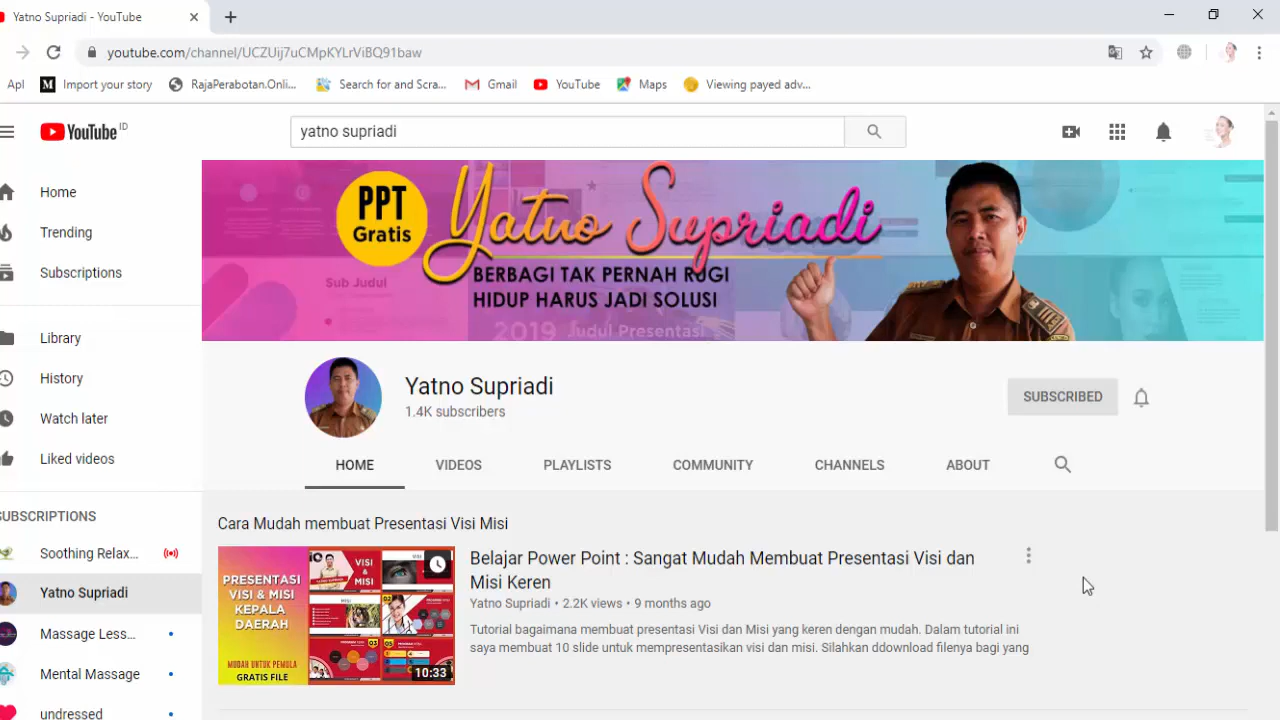 Yatno Supriadi - YouTube
youtube.com/channel/UCZUij7uCMpKYLrViBQ91baw
Apl
Import your story
RajaPerabotan.Onli...
Search for and Scra...
Gmail
YouTube
Maps
Viewing payed adv...
YouTube ID
yatno supriadi
Home
Trending
Subscriptions
Library
History
Watch later
Liked videos
SUBSCRIPTIONS
Soothing Relax...
Yatno Supriadi
Massage Less...
Mental Massage
undressed
PPT
Gratis
Yatno Supriadi
BERBAGI TAK PERNAH RUGI
HIDUP HARUS JADI SOLUSI
Sub Judul
2019 Judul Presentasi
Yatno Supriadi
1.4K subscribers
SUBSCRIBED
HOME
VIDEOS
PLAYLISTS
COMMUNITY
CHANNELS
ABOUT
Cara Mudah membuat Presentasi Visi Misi
PRESENTASI
VISI & MISI
KEPALA
DAERAH
MUDAH UNTUK PEMULA
GRATIS FILE
VISI
&
MISI
10:33
Belajar Power Point : Sangat Mudah Membuat Presentasi Visi dan
Misi Keren
Yatno Supriadi • 2.2K views • 9 months ago
Tutorial bagaimana membuat presentasi Visi dan Misi yang keren dengan mudah. Dalam tutorial ini
saya membuat 10 slide untuk mempresentasikan visi dan misi. Silahkan ddownload filenya bagi yang